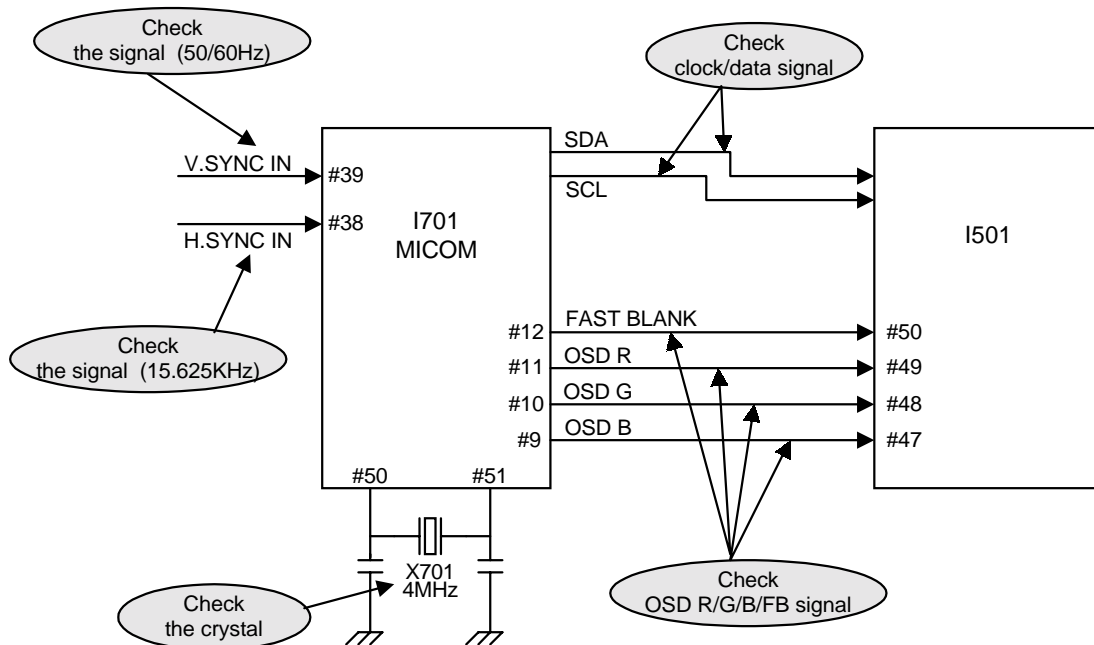 Check
the signal (50/60Hz)
Check
clock/data signal
V.SYNC IN
#39
#38
H.SYNC IN
I701
MICOM
SDA
SCL
I501
Check
the signal (15.625KHz)
#12
FAST BLANK
#50
#11
OSD R
#49
#10
OSD G
#48
#9
OSD B
#47
#50
#51
X701
4MHz
Check
the crystal
Check
OSD R/G/B/FB signal